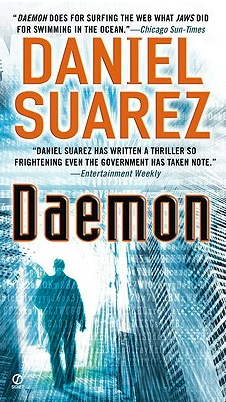 "DAEMON DOES FOR SURFING THE WEB WHAT JAWS DID
FOR SWIMMING IN THE OCEAN."—Chicago Sun-Times
DANIEL
SUAREZ
"DANIEL SUAREZ HAS WRITTEN A THRILLER SO
FRIGHTENING EVEN THE GOVERNMENT HAS TAKEN NOTE."
—Entertainment Weekly
Daemon
SIGNET